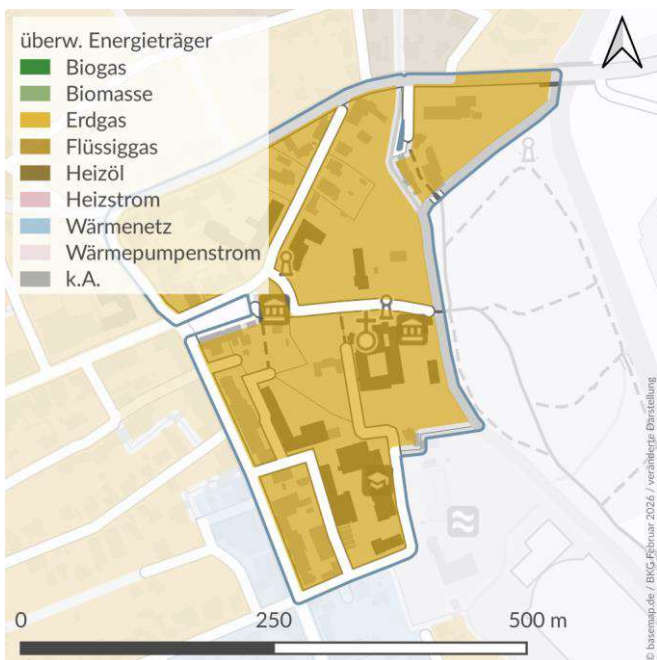 überw. Energieträger
Biogas
Biomasse
Erdgas
Flüssiggas
Heizöl
Heizstrom
Wärmenetz
Wärmepumpenstrom
k.A.
0 250 500 m
© basemap.de / BKG Februar 2026 / veränderte Darstellung